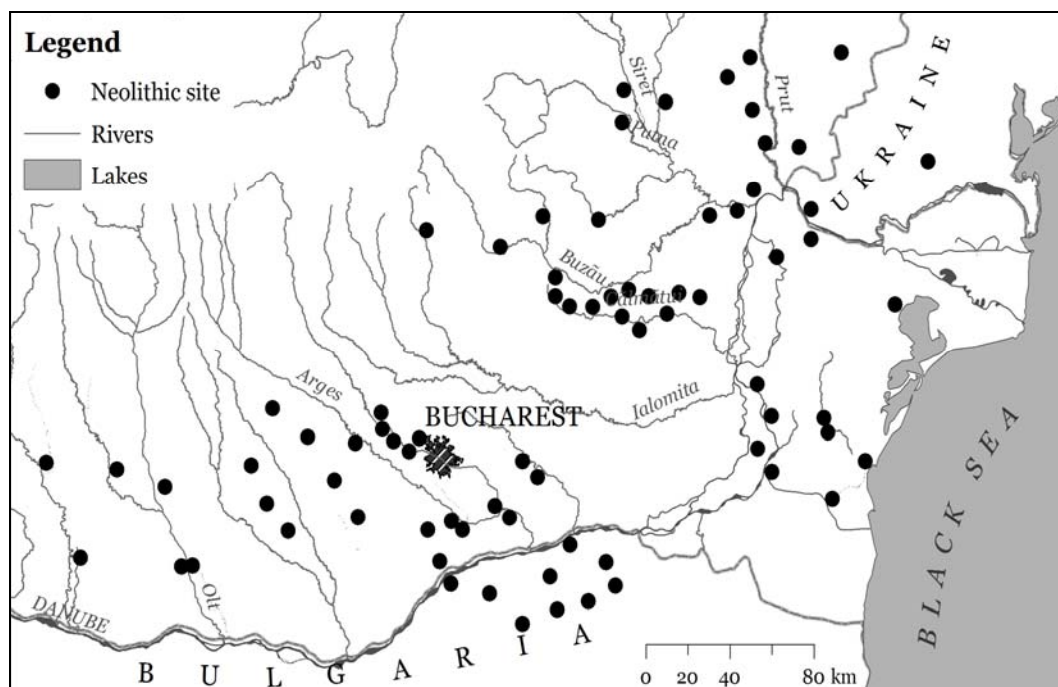 Legend
Neolithic site
Rivers
Lakes
Siret
Putna
Prut
UKRAINE
Buzău
Călmățui
Ialomita
Arges
BUCHAREST
Olt
DANUBE
BULGARIA
BLACK SEA
0 20 40 80 km